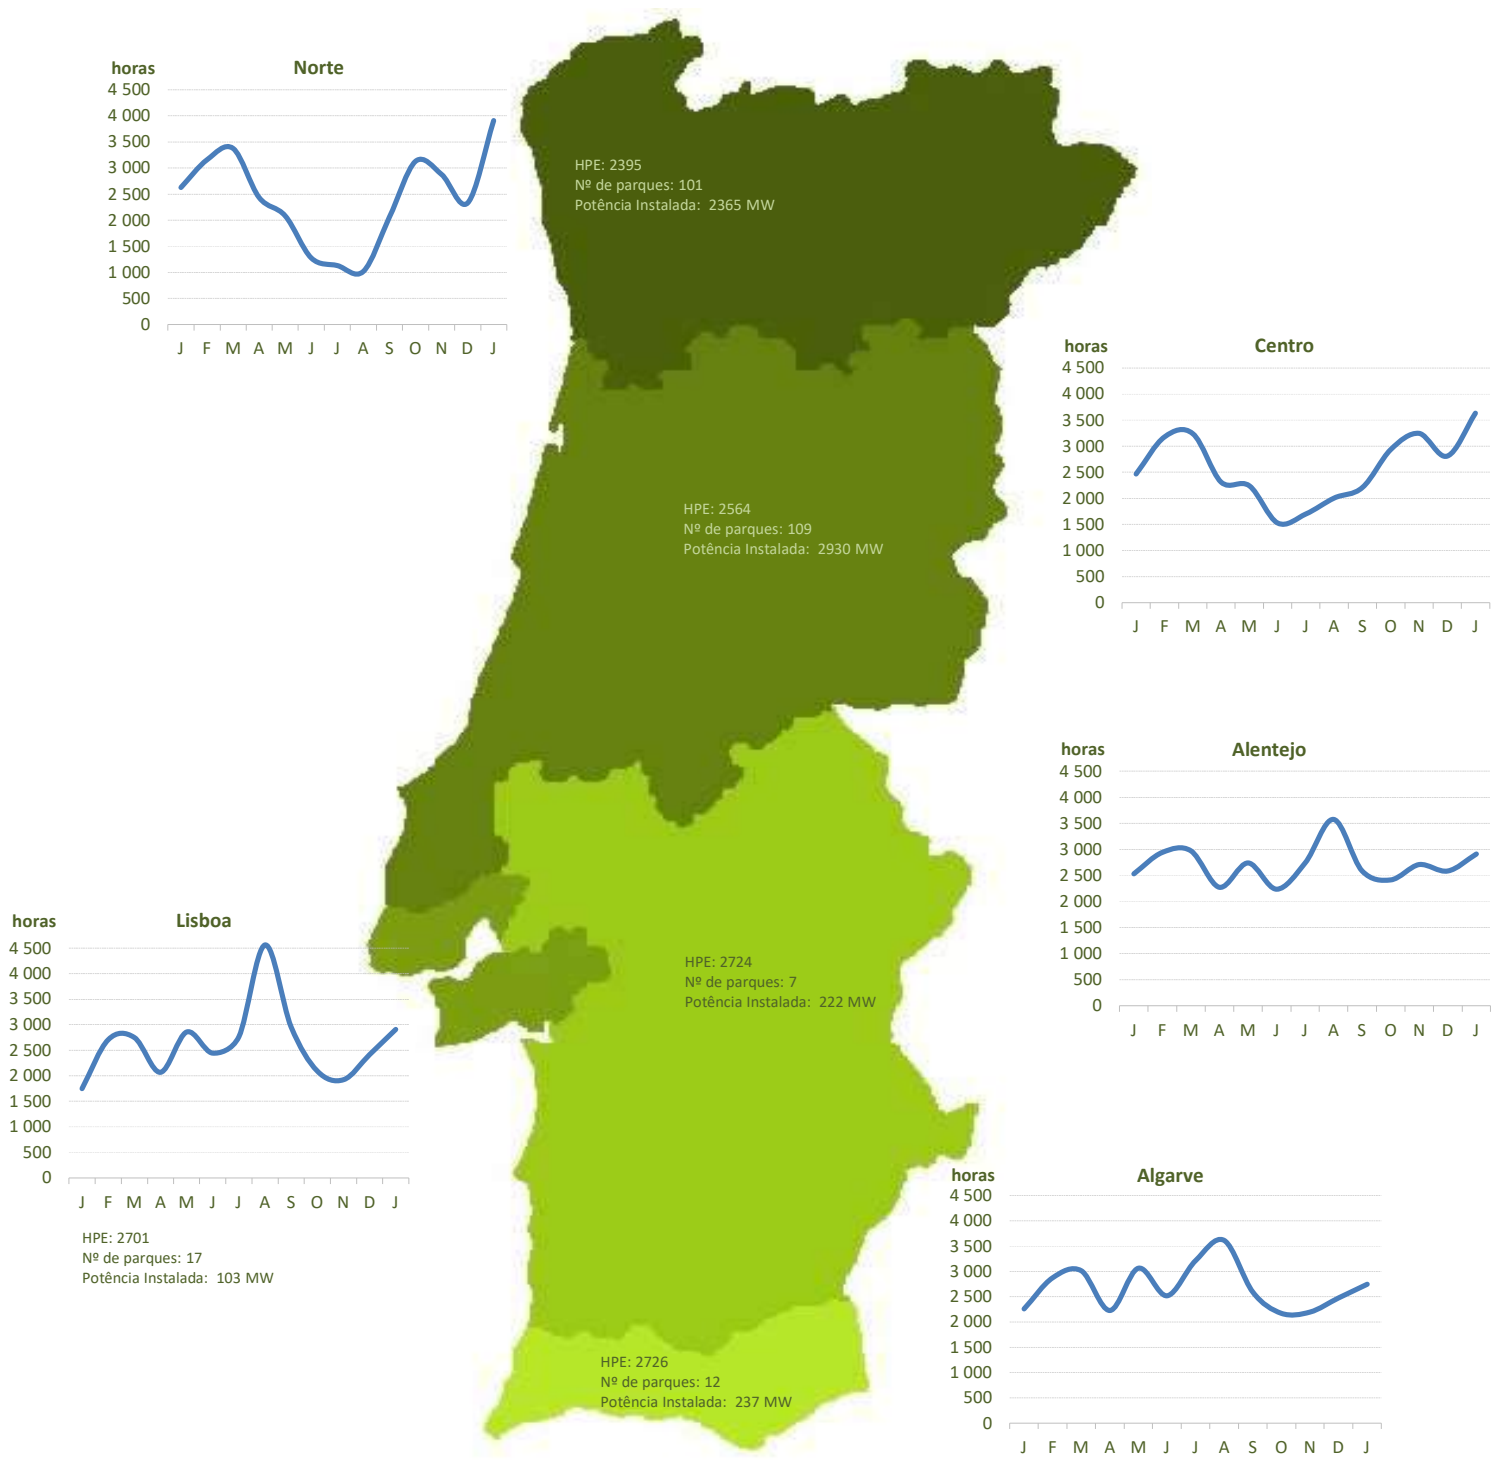 horas Norte
4 500
4 000
3 500
3 000
2 500
2 000
1 500
1 000
500
0
J F M A M J J A S O N D J
HPE: 2395
Nº de parques: 101
Potência Instalada: 2365 MW
horas Centro
4 500
4 000
3 500
3 000
2 500
2 000
1 500
1 000
500
0
J F M A M J J A S O N D J
HPE: 2564
Nº de parques: 109
Potência Instalada: 2930 MW
horas Alentejo
4 500
4 000
3 500
3 000
2 500
2 000
1 500
1 000
500
0
J F M A M J J A S O N D J
HPE: 2724
Nº de parques: 7
Potência Instalada: 222 MW
horas Lisboa
4 500
4 000
3 500
3 000
2 500
2 000
1 500
1 000
500
0
J F M A M J J A S O N D J
HPE: 2701
Nº de parques: 17
Potência Instalada: 103 MW
horas Algarve
4 500
4 000
3 500
3 000
2 500
2 000
1 500
1 000
500
0
J F M A M J J A S O N D J
HPE: 2726
Nº de parques: 12
Potência Instalada: 237 MW